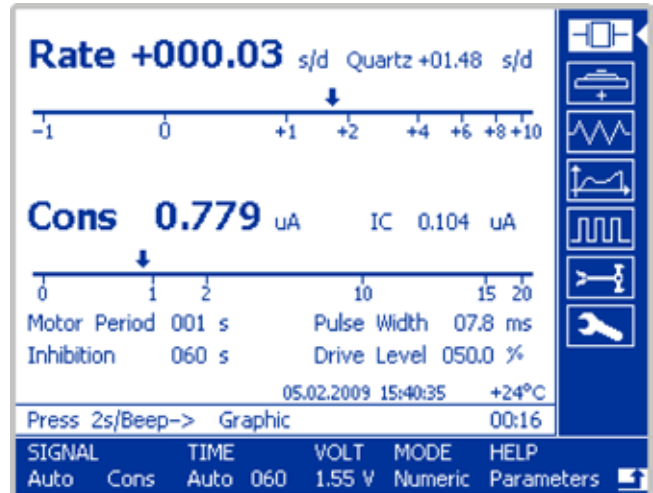 Rate +000.03 s/d Quartz +01.48 s/d
-1 0 +1 +2 +4 +6 +8 +10
Cons 0.779 uA IC 0.104 uA
0 1 2 10 15 20
Motor Period 001 s Pulse Width 07.8 ms
Inhibition 060 s Drive Level 050.0 %
05.02.2009 15:40:35 +24°C
Press 2s/Beep-> Graphic 00:16
SIGNAL TIME VOLT MODE HELP
Auto Cons Auto 060 1.55 V Numeric Parameters